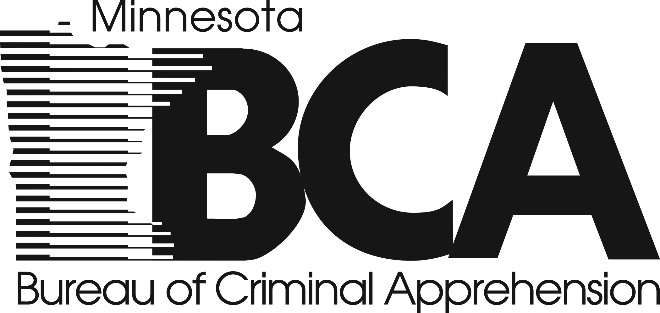 Minnesota
BCA
Bureau of Criminal Apprehension